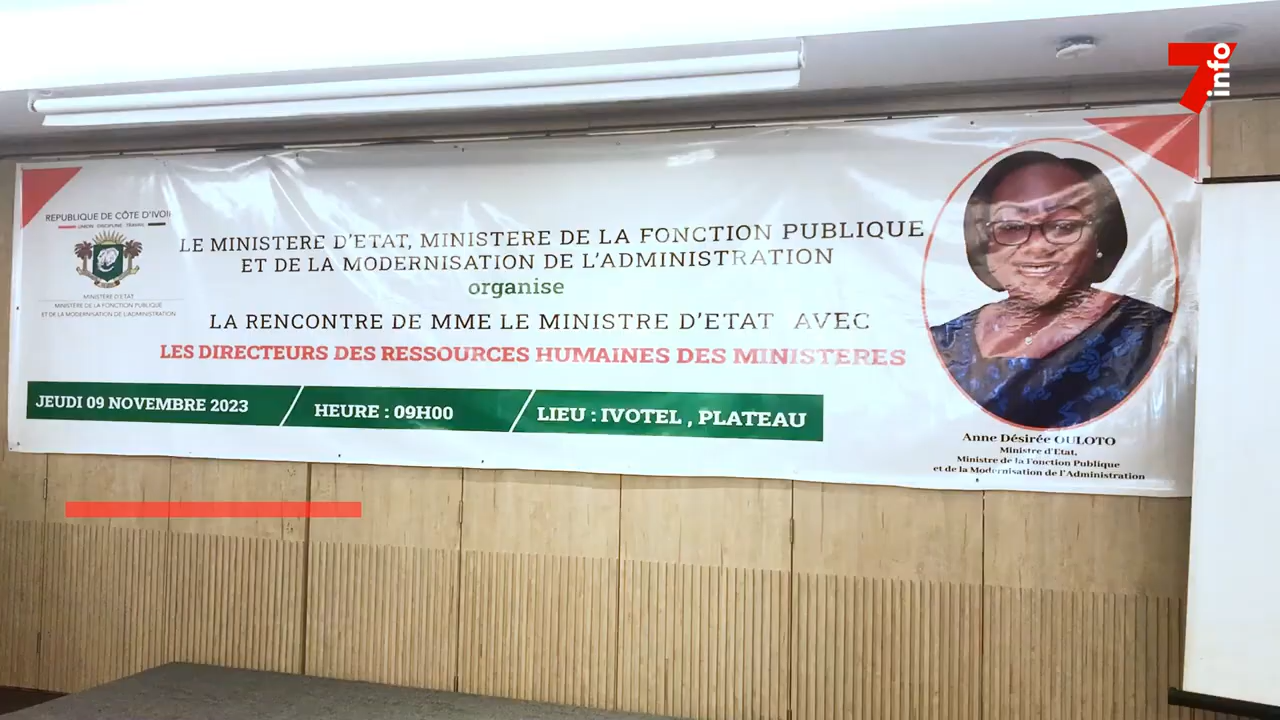 7info
REPUBLIQUE DE CÔTE D'IVOI
UNION DISCIPLINE TRAVAIL
MINISTÈRE D'ETAT
MINISTÈRE DE LA FONCTION PUBLIQUE
ET DE LA MODERNISATION DE L'ADMINISTRATION
LE MINISTERE D'ETAT, MINISTERE DE LA FONCTION PUBLIQUE
ET DE LA MODERNISATION DE L'ADMINISTRATION
organise
LA RENCONTRE DE MME LE MINISTRE D'ETAT AVEC
LES DIRECTEURS DES RESSOURCES HUMAINES DES MINISTERES
JEUDI 09 NOVEMBRE 2023
HEURE : 09H00
LIEU : IVOTEL , PLATEAU
Anne Désirée OULOTO
Ministre d'Etat,
Ministre de la Fonction Publique
et de la Modernisation de l'Administration